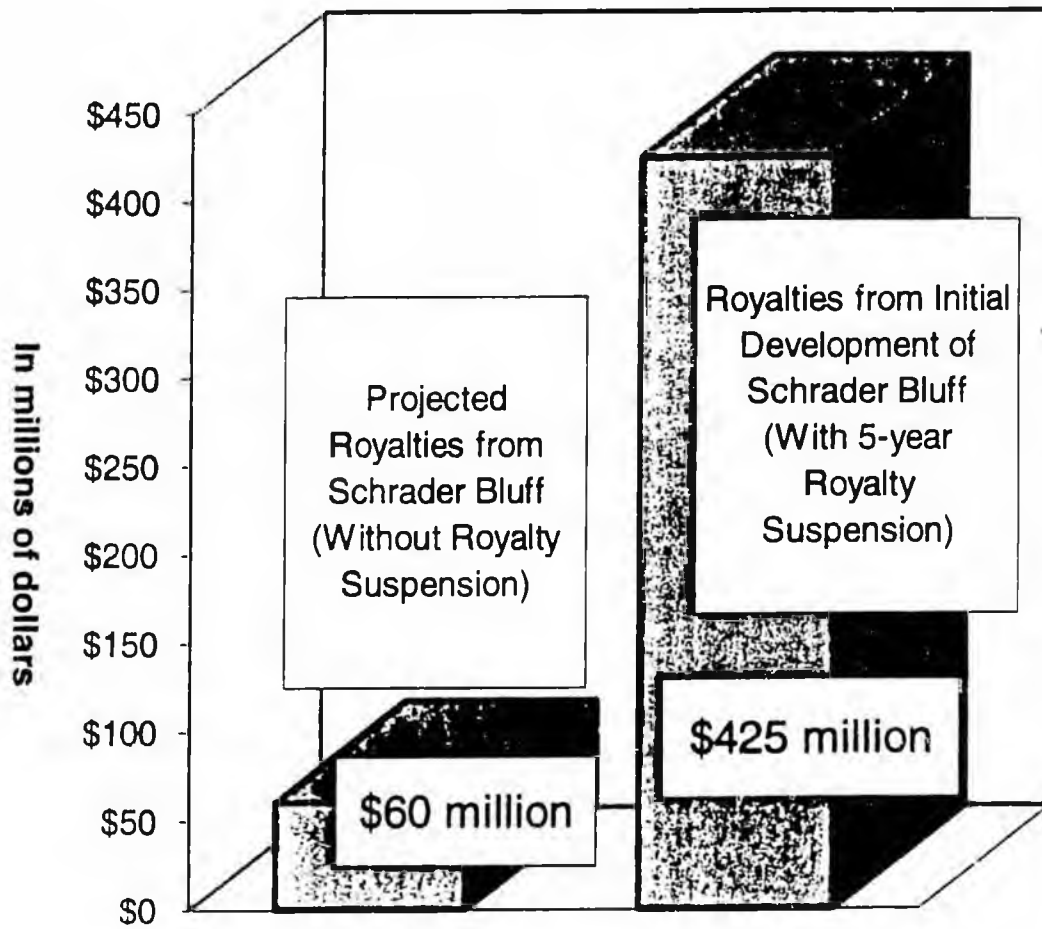 $450
$400
$350
$300
$250
$200
$150
$100
$50
$0
In millions of dollars
Projected
Royalties from
Schrader Bluff
(Without Royalty
Suspension)
$60 million
Royalties from Initial
Development of
Schrader Bluff
(With 5-year
Royalty
Suspension)
$425 million